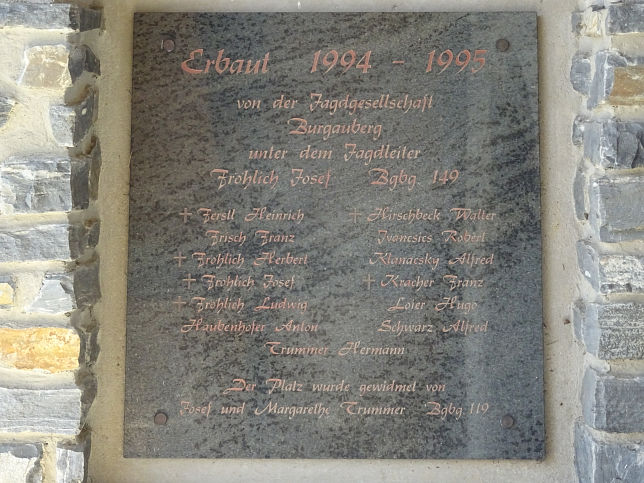 Erbaut 1994 - 1995
von der Jagdgesellschaft
Burgauberg
unter dem Jagdleiter
Fröhlich Josef Bgbg. 149
† Ferstl Heinrich † Hirschbeck Walter
Frisch Franz Ivancsics Robert
† Fröhlich Herbert Klanacsky Alfred
† Fröhlich Josef † Kracher Franz
† Fröhlich Ludwig Loier Hugo
Haubenhofer Anton Schwarz Alfred
Trummer Hermann
Der Platz wurde gewidmet von
Josef und Margarethe Trummer Bgbg. 119